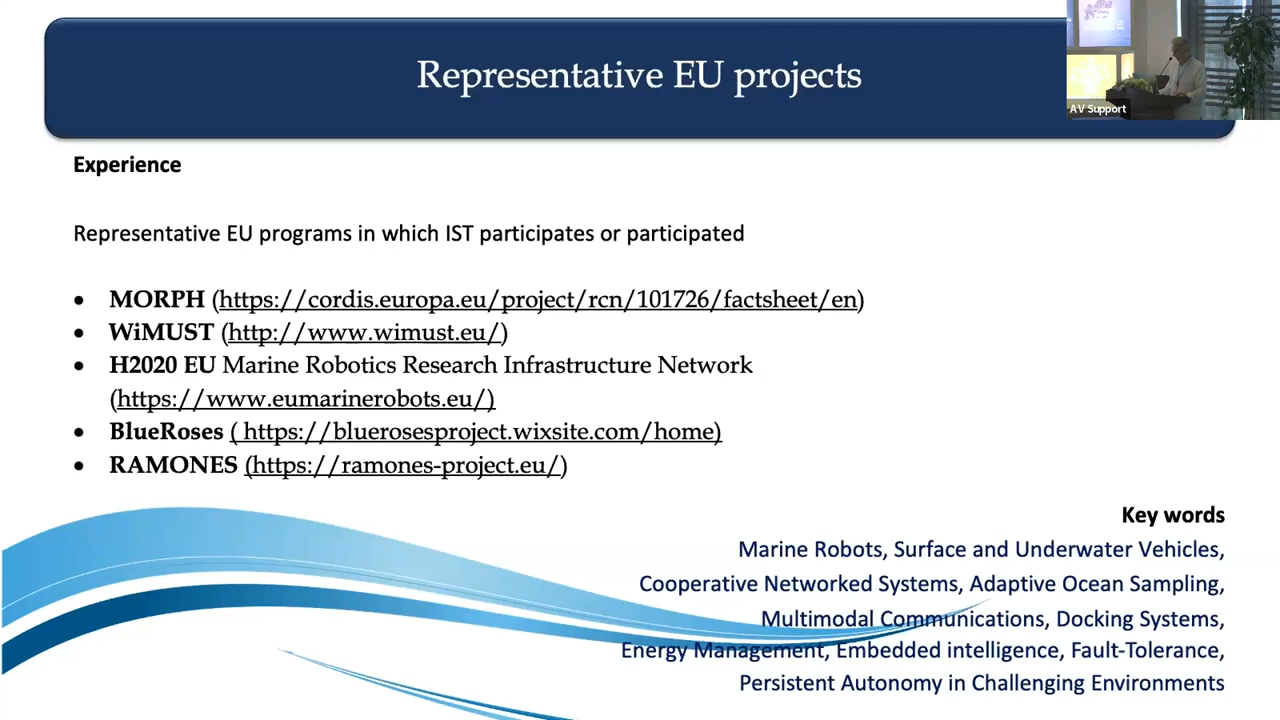 Representative EU projects
AV Support
Experience
Representative EU programs in which IST participates or participated
• MORPH (https://cordis.europa.eu/project/rcn/101726/factsheet/en)
• WiMUST (http://www.wimust.eu/)
• H2020 EU Marine Robotics Research Infrastructure Network
(https://www.eumarinerobots.eu/)
• BlueRoses ( https://bluerosesproject.wixsite.com/home)
• RAMONES (https://ramones-project.eu/)
Key words
Marine Robots, Surface and Underwater Vehicles,
Cooperative Networked Systems, Adaptive Ocean Sampling,
Multimodal Communications, Docking Systems,
Energy Management, Embedded intelligence, Fault-Tolerance,
Persistent Autonomy in Challenging Environments